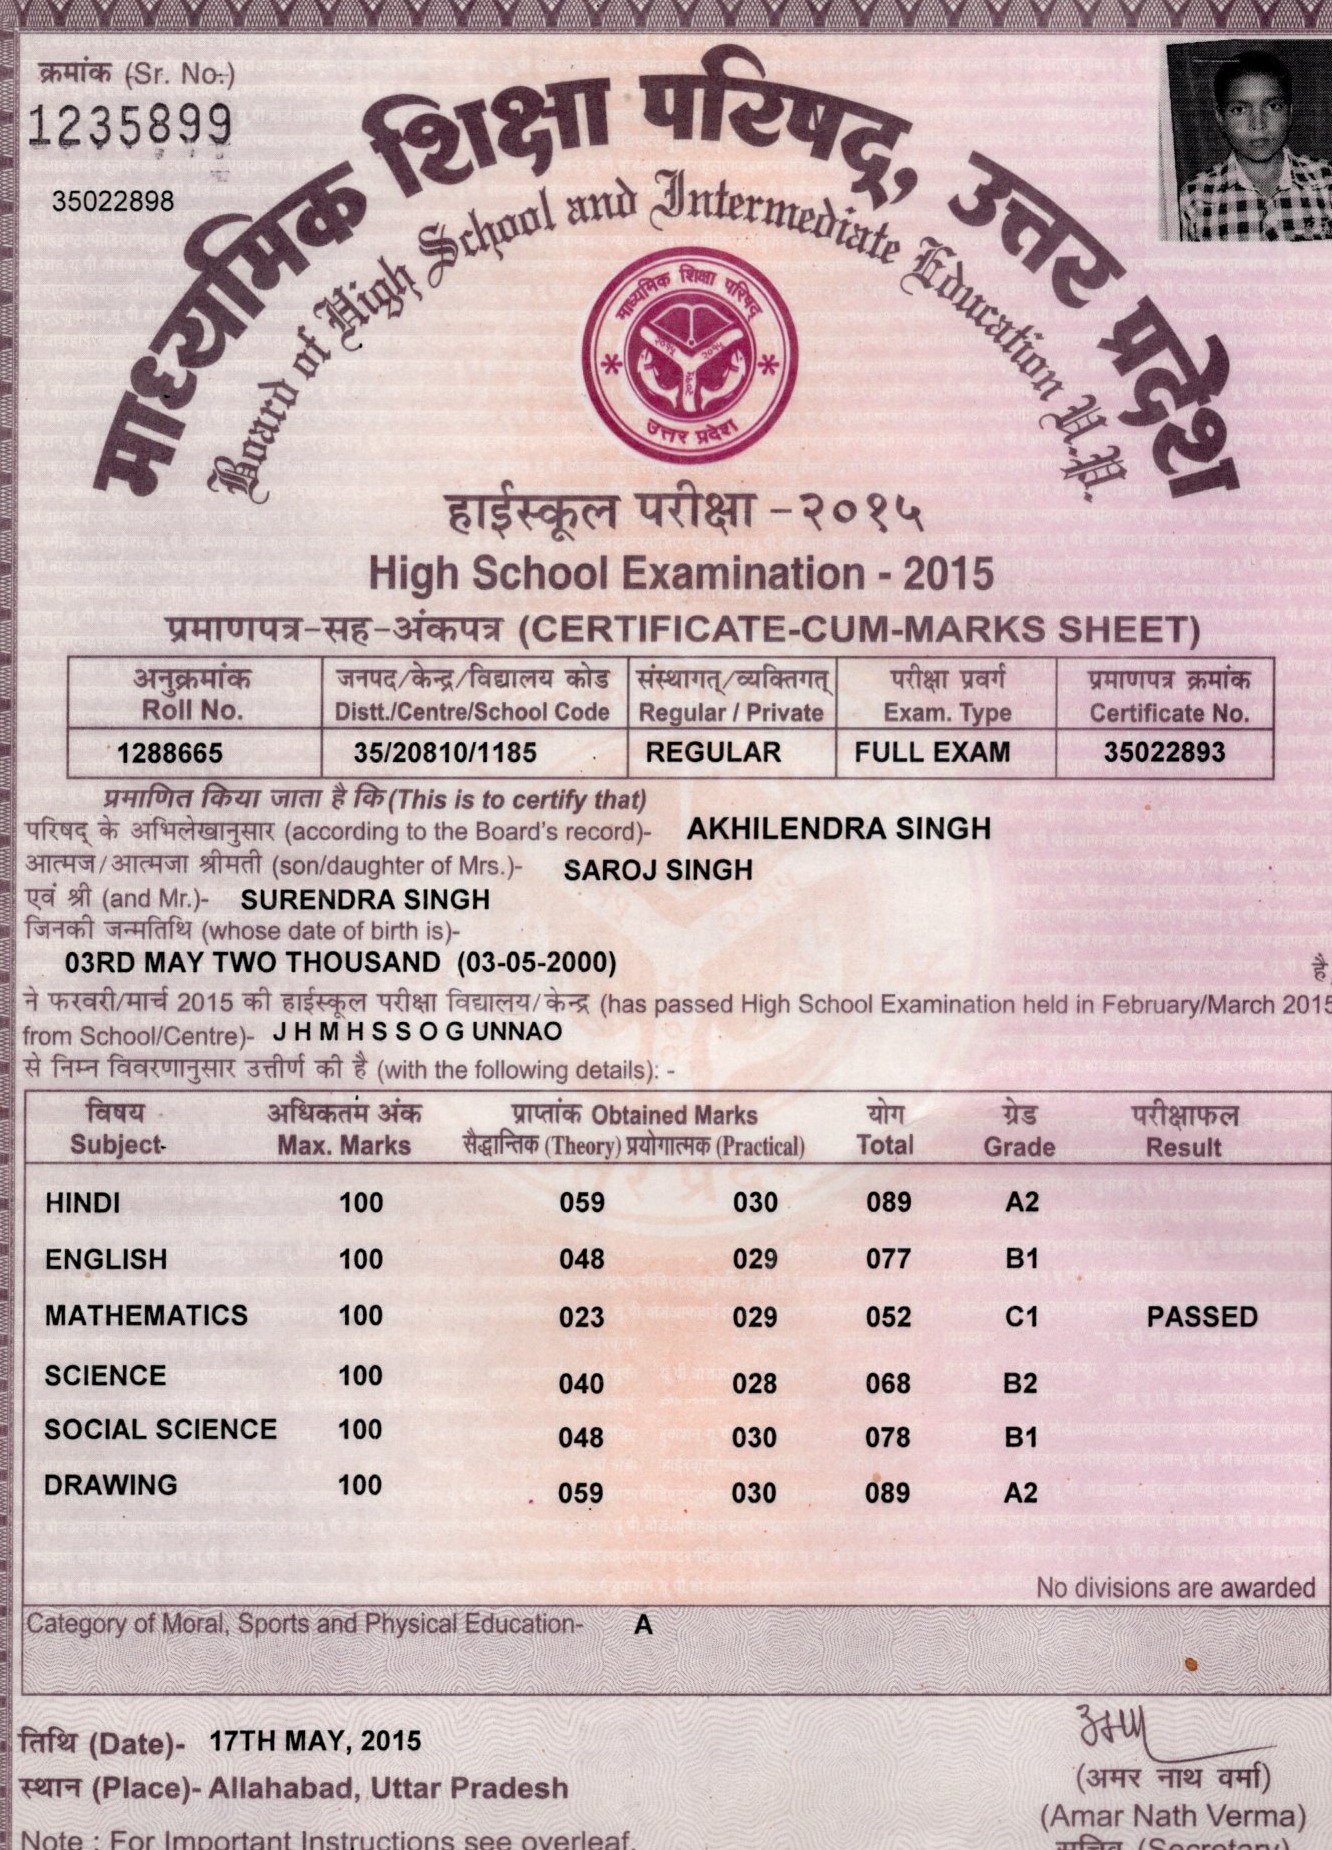 क्रमांक (Sr. No.)
1235899
35022898
माध्यमिक शिक्षा परिषद्, उत्तर प्रदेश
Board of High School and Intermediate Education U.P.
माध्यमिक शिक्षा परिषद्
२०१५ २०१५
२०१५
उत्तर प्रदेश
हाईस्कूल परीक्षा -२०१५
High School Examination - 2015
प्रमाणपत्र-सह-अंकपत्र (CERTIFICATE-CUM-MARKS SHEET)
अनुक्रमांक जनपद/केन्द्र/विद्यालय कोड संस्थागत्/व्यक्तिगत् परीक्षा प्रवर्ग प्रमाणपत्र क्रमांक
Roll No. Distt./Centre/School Code Regular / Private Exam. Type Certificate No.
1288665 35/20810/1185 REGULAR FULL EXAM 35022893
प्रमाणित किया जाता है कि (This is to certify that)
परिषद् के अभिलेखानुसार (according to the Board's record)- AKHILENDRA SINGH
आत्मज/आत्मजा श्रीमती (son/daughter of Mrs.)- SAROJ SINGH
एवं श्री (and Mr.)- SURENDRA SINGH
जिनकी जन्मतिथि (whose date of birth is)-
03RD MAY TWO THOUSAND (03-05-2000) है
ने फरवरी/मार्च 2015 की हाईस्कूल परीक्षा विद्यालय/केन्द्र (has passed High School Examination held in February/March 2015
from School/Centre)- J H M H S S O G UNNAO
से निम्न विवरणानुसार उत्तीर्ण की है (with the following details): -
विषय अधिकतम अंक प्राप्तांक Obtained Marks योग ग्रेड परीक्षाफल
Subject- Max. Marks सैद्धान्तिक (Theory) प्रयोगात्मक (Practical) Total Grade Result
HINDI 100 059 030 089 A2
ENGLISH 100 048 029 077 B1
MATHEMATICS 100 023 029 052 C1 PASSED
SCIENCE 100 040 028 068 B2
SOCIAL SCIENCE 100 048 030 078 B1
DRAWING 100 059 030 089 A2
No divisions are awarded
Category of Moral, Sports and Physical Education- A
तिथि (Date)- 17TH MAY, 2015
स्थान (Place)- Allahabad, Uttar Pradesh
(अमर नाथ वर्मा)
(Amar Nath Verma)
सचिव (Secretary)
Note : For Important Instructions see overleaf.